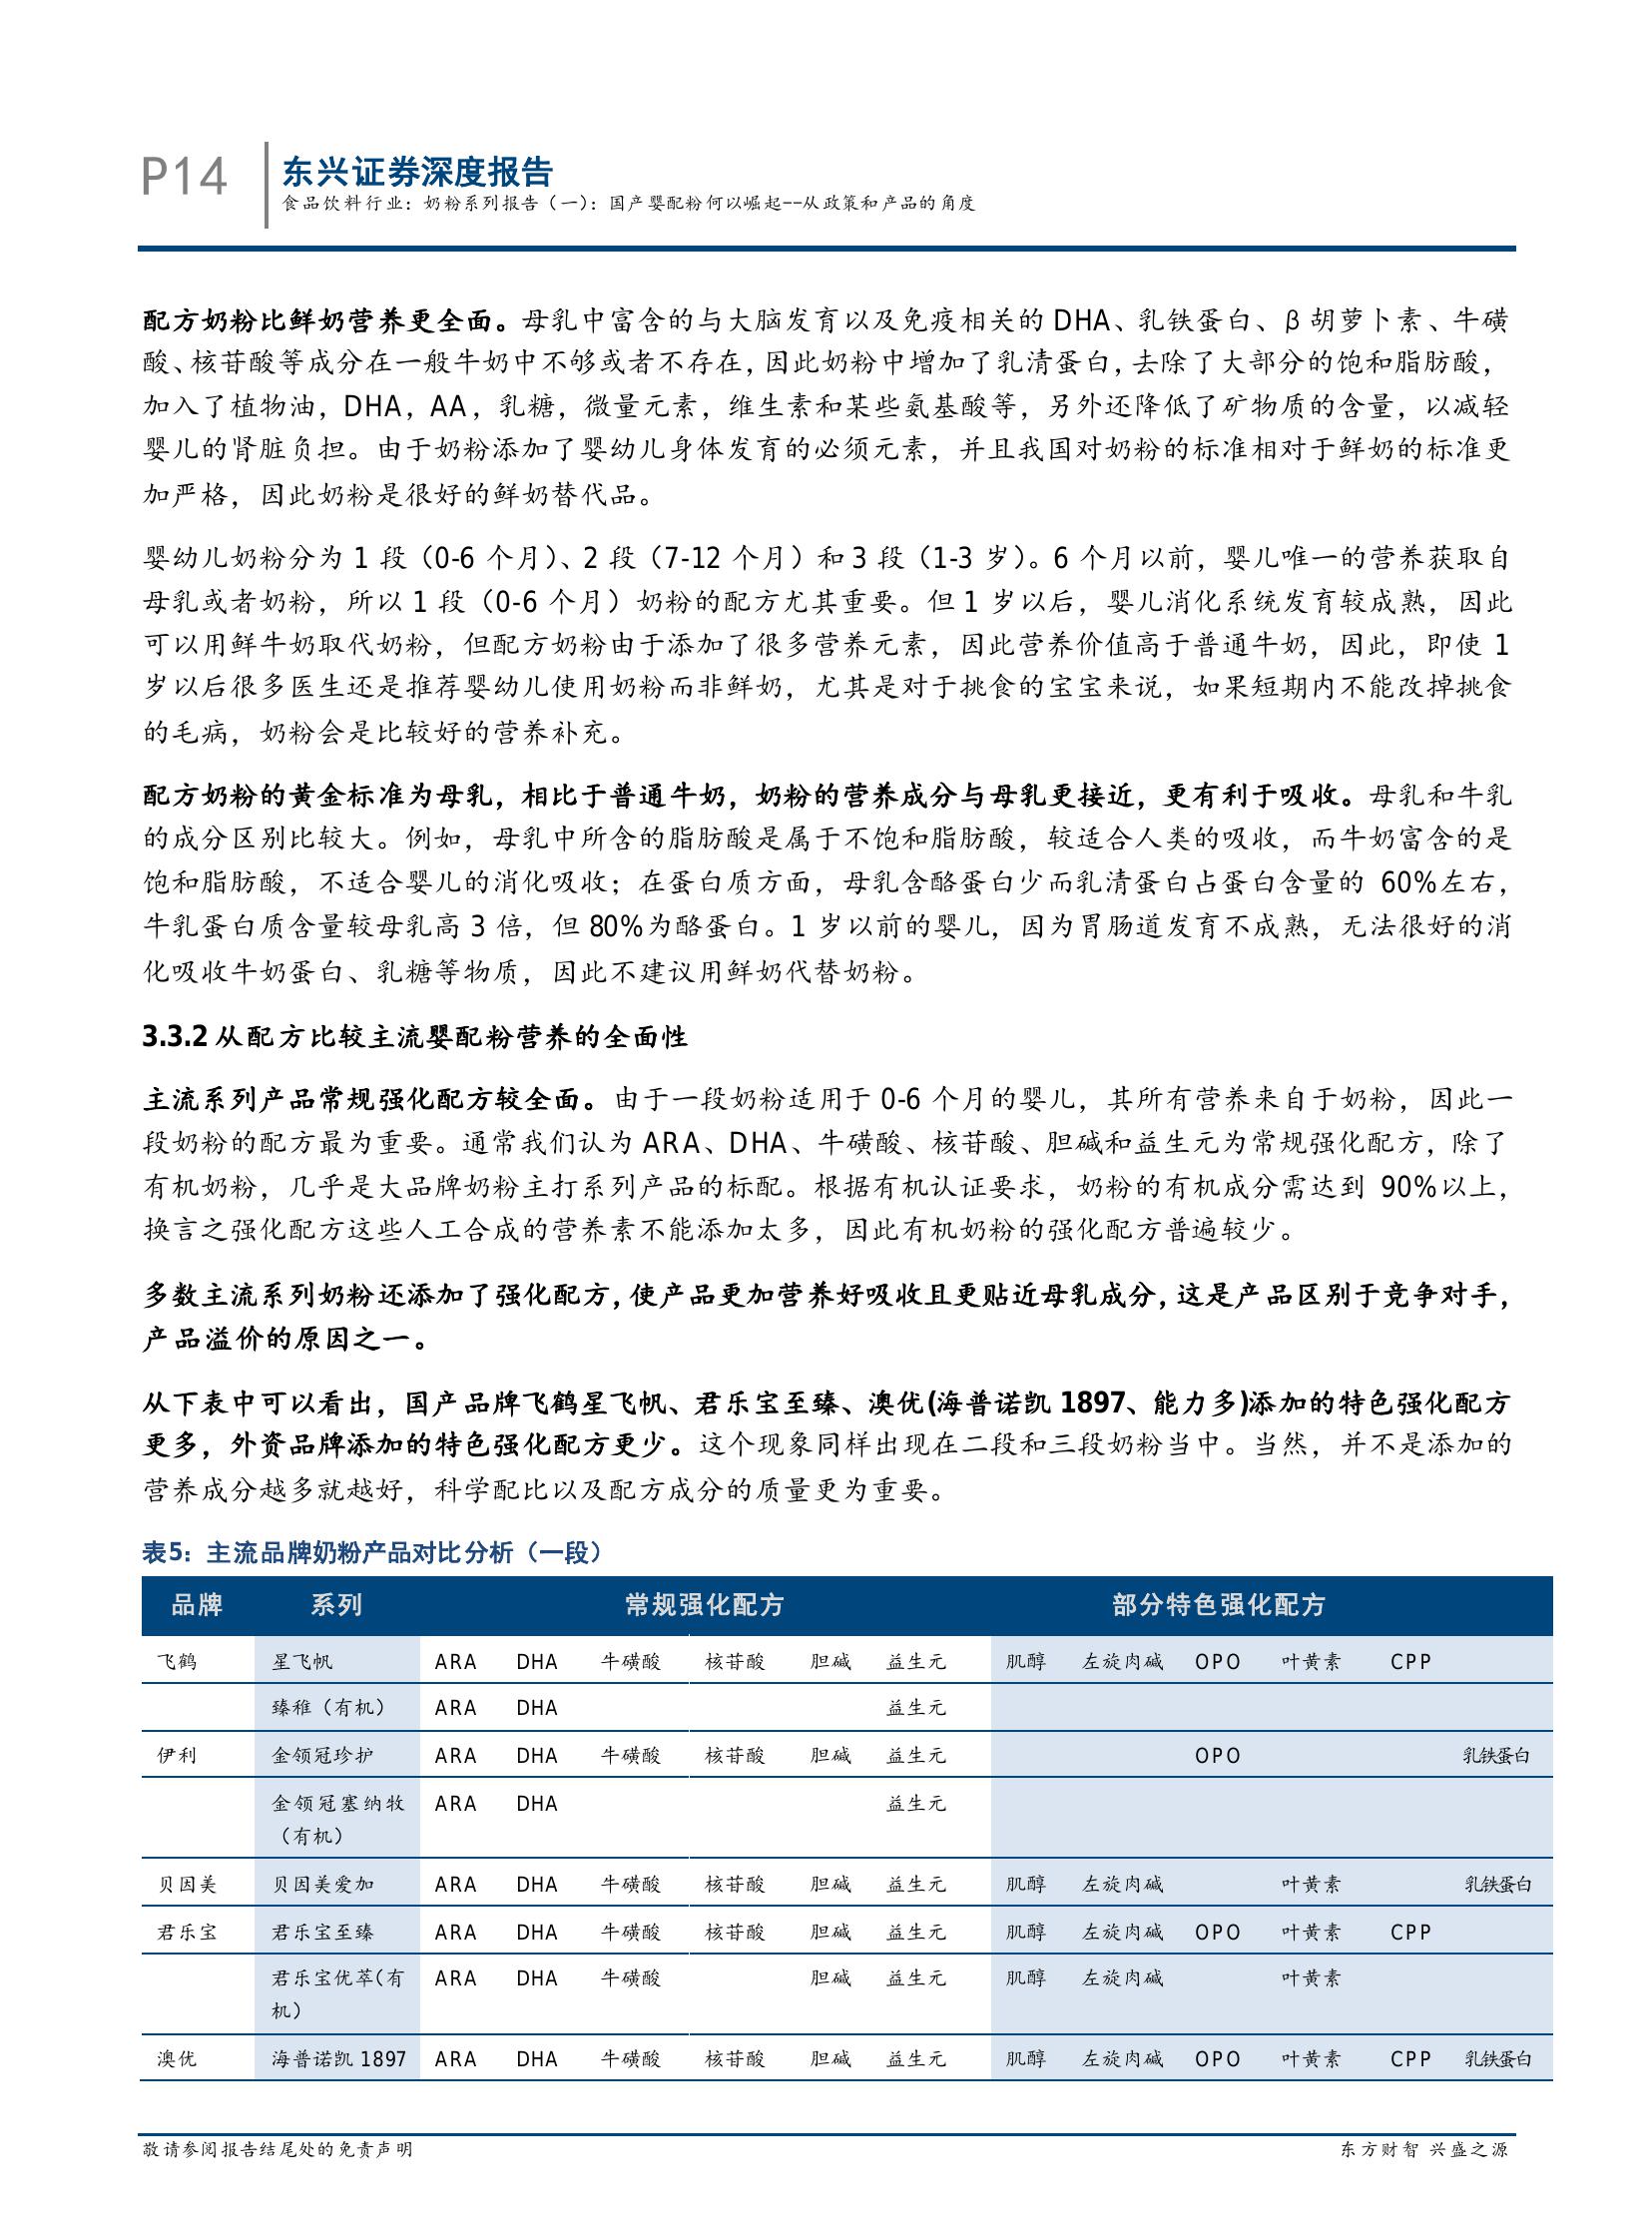 P14
东兴证券深度报告
食品饮料行业：奶粉系列报告（一）：国产婴配粉何以崛起--从政策和产品的角度
配方奶粉比鲜奶营养更全面。母乳中富含的与大脑发育以及免疫相关的 DHA、乳铁蛋白、β 胡萝卜素、牛磺
酸、核苷酸等成分在一般牛奶中不够或者不存在，因此奶粉中增加了乳清蛋白，去除了大部分的饱和脂肪酸，
加入了植物油，DHA，AA，乳糖，微量元素，维生素和某些氨基酸等，另外还降低了矿物质的含量，以减轻
婴儿的肾脏负担。由于奶粉添加了婴幼儿身体发育的必须元素，并且我国对奶粉的标准相对于鲜奶的标准更
加严格，因此奶粉是很好的鲜奶替代品。
婴幼儿奶粉分为 1 段（0-6 个月）、2 段（7-12 个月）和 3 段（1-3 岁）。6 个月以前，婴儿唯一的营养获取自
母乳或者奶粉，所以 1 段（0-6 个月）奶粉的配方尤其重要。但 1 岁以后，婴儿消化系统发育较成熟，因此
可以用鲜牛奶取代奶粉，但配方奶粉由于添加了很多营养元素，因此营养价值高于普通牛奶，因此，即使 1
岁以后很多医生还是推荐婴幼儿使用奶粉而非鲜奶，尤其是对于挑食的宝宝来说，如果短期内不能改掉挑食
的毛病，奶粉会是比较好的营养补充。
配方奶粉的黄金标准为母乳，相比于普通牛奶，奶粉的营养成分与母乳更接近，更有利于吸收。母乳和牛乳
的成分区别比较大。例如，母乳中所含的脂肪酸是属于不饱和脂肪酸，较适合人类的吸收，而牛奶富含的是
饱和脂肪酸，不适合婴儿的消化吸收；在蛋白质方面，母乳含酪蛋白少而乳清蛋白占蛋白含量的 60%左右，
牛乳蛋白质含量较母乳高 3 倍，但 80%为酪蛋白。1 岁以前的婴儿，因为胃肠道发育不成熟，无法很好的消
化吸收牛奶蛋白、乳糖等物质，因此不建议用鲜奶代替奶粉。
3.3.2 从配方比较主流婴配粉营养的全面性
主流系列产品常规强化配方较全面。由于一段奶粉适用于 0-6 个月的婴儿，其所有营养来自于奶粉，因此一
段奶粉的配方最为重要。通常我们认为 ARA、DHA、牛磺酸、核苷酸、胆碱和益生元为常规强化配方，除了
有机奶粉，几乎是大品牌奶粉主打系列产品的标配。根据有机认证要求，奶粉的有机成分需达到 90%以上，
换言之强化配方这些人工合成的营养素不能添加太多，因此有机奶粉的强化配方普遍较少。
多数主流系列奶粉还添加了强化配方，使产品更加营养好吸收且更贴近母乳成分，这是产品区别于竞争对手，
产品溢价的原因之一。
从下表中可以看出，国产品牌飞鹤星飞帆、君乐宝至臻、澳优(海普诺凯 1897、能力多)添加的特色强化配方
更多，外资品牌添加的特色强化配方更少。这个现象同样出现在二段和三段奶粉当中。当然，并不是添加的
营养成分越多就越好，科学配比以及配方成分的质量更为重要。
表5：主流品牌奶粉产品对比分析（一段）
品牌 系列 常规强化配方 部分特色强化配方
飞鹤 星飞帆 ARA DHA 牛磺酸 核苷酸 胆碱 益生元 肌醇 左旋肉碱 OPO 叶黄素 CPP
臻稚（有机） ARA DHA 益生元
伊利 金领冠珍护 ARA DHA 牛磺酸 核苷酸 胆碱 益生元 OPO 乳铁蛋白
金领冠塞纳牧 ARA DHA 益生元
（有机）
贝因美 贝因美爱加 ARA DHA 牛磺酸 核苷酸 胆碱 益生元 肌醇 左旋肉碱 叶黄素 乳铁蛋白
君乐宝 君乐宝至臻 ARA DHA 牛磺酸 核苷酸 胆碱 益生元 肌醇 左旋肉碱 OPO 叶黄素 CPP
君乐宝优萃(有 ARA DHA 牛磺酸 胆碱 益生元 肌醇 左旋肉碱 叶黄素
机）
澳优 海普诺凯 1897 ARA DHA 牛磺酸 核苷酸 胆碱 益生元 肌醇 左旋肉碱 OPO 叶黄素 CPP 乳铁蛋白
敬请参阅报告结尾处的免责声明
东方财智 兴盛之源